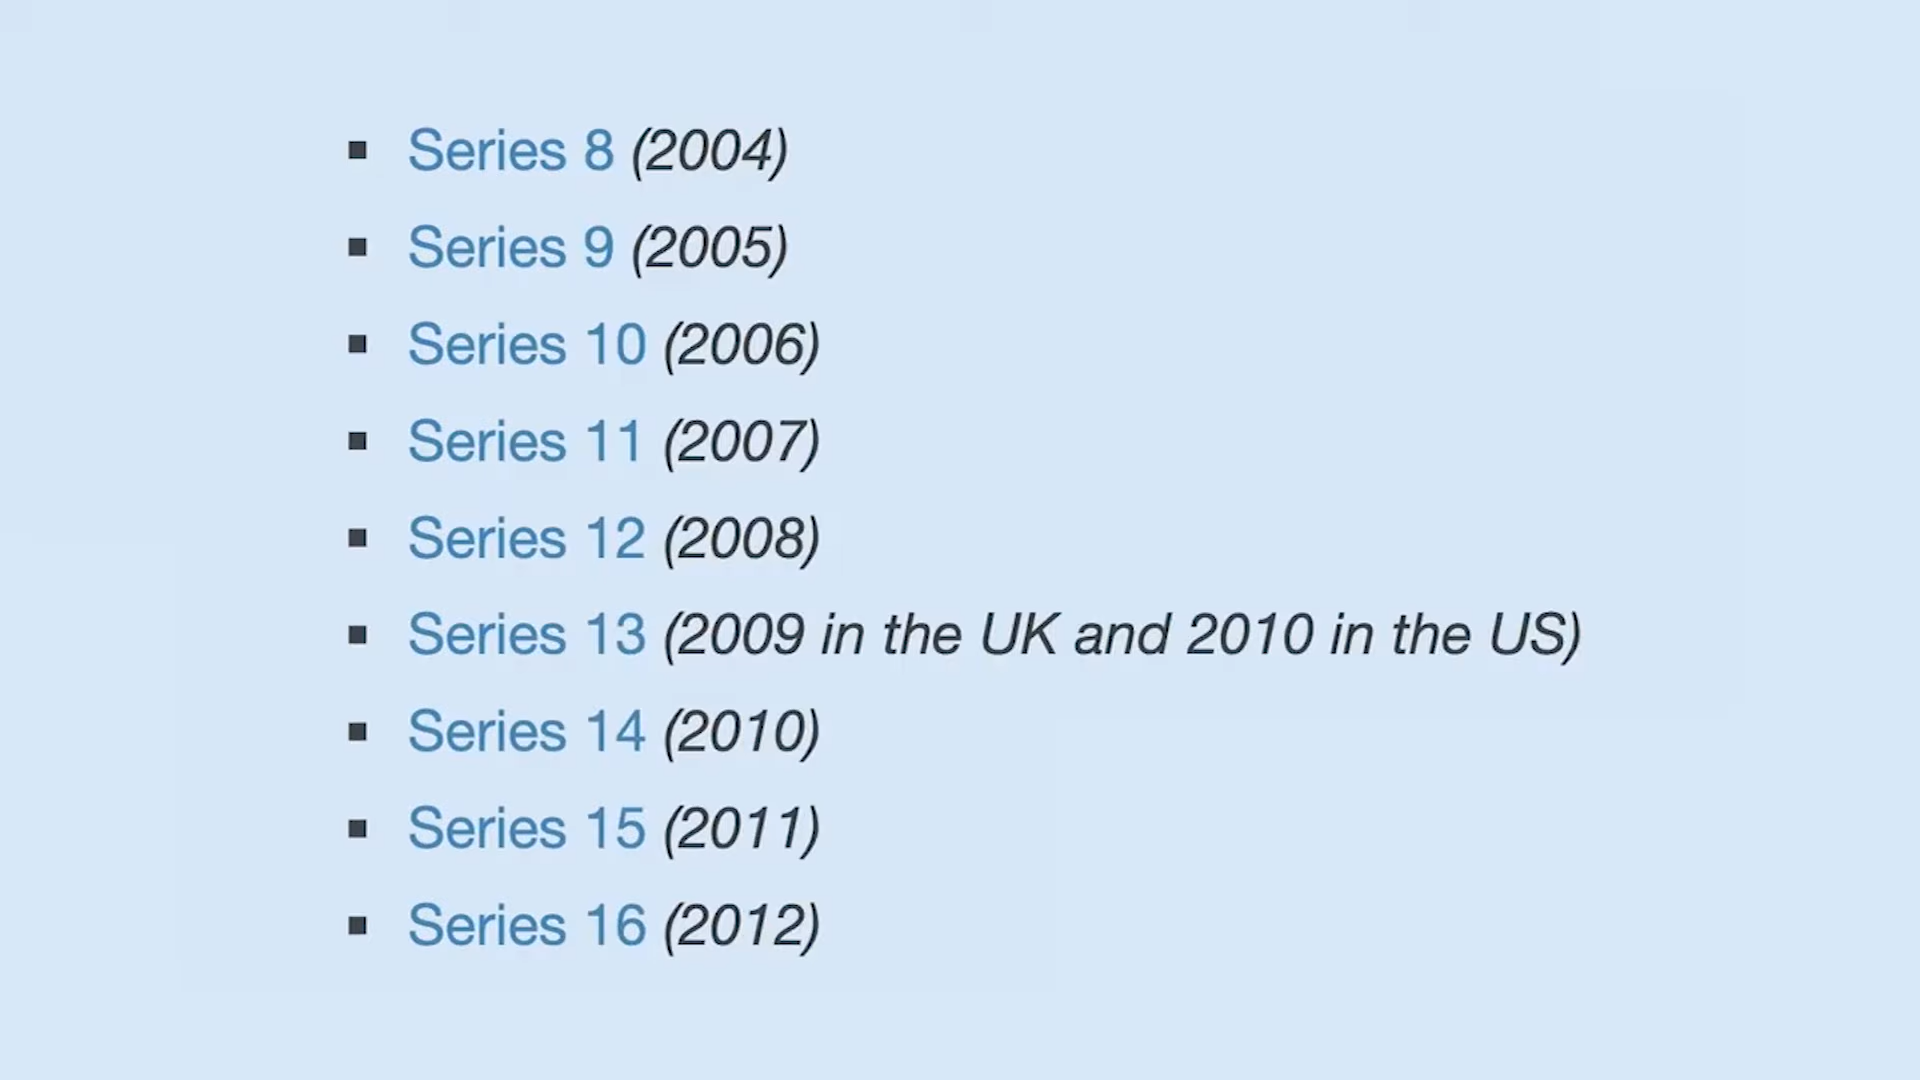 ▪ Series 8 (2004)
▪ Series 9 (2005)
▪ Series 10 (2006)
▪ Series 11 (2007)
▪ Series 12 (2008)
▪ Series 13 (2009 in the UK and 2010 in the US)
▪ Series 14 (2010)
▪ Series 15 (2011)
▪ Series 16 (2012)